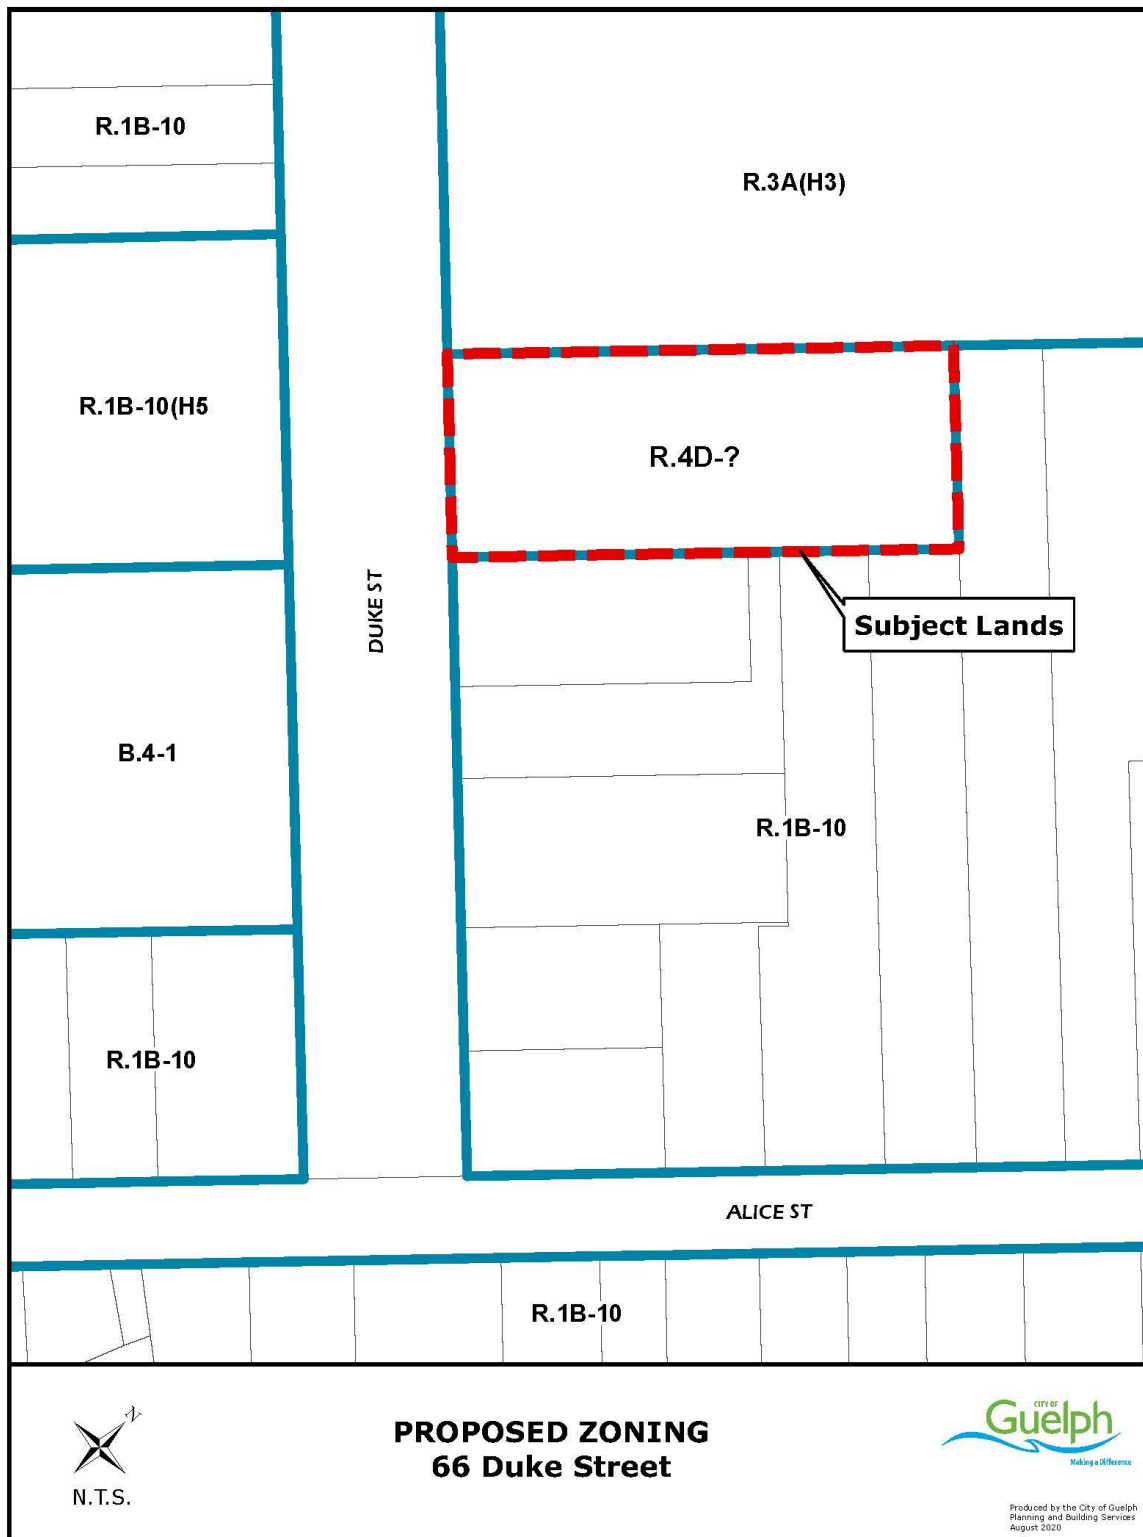 R.1B-10
R.3A(H3)
R.1B-10(H5
R.4D-?
DUKE ST
Subject Lands
B.4-1
R.1B-10
R.1B-10
ALICE ST
R.1B-10
N
N.T.S.
PROPOSED ZONING
66 Duke Street
CITY OF
Guelph
Making a Difference
Produced by the City of Guelph
Planning and Building Services
August 2020